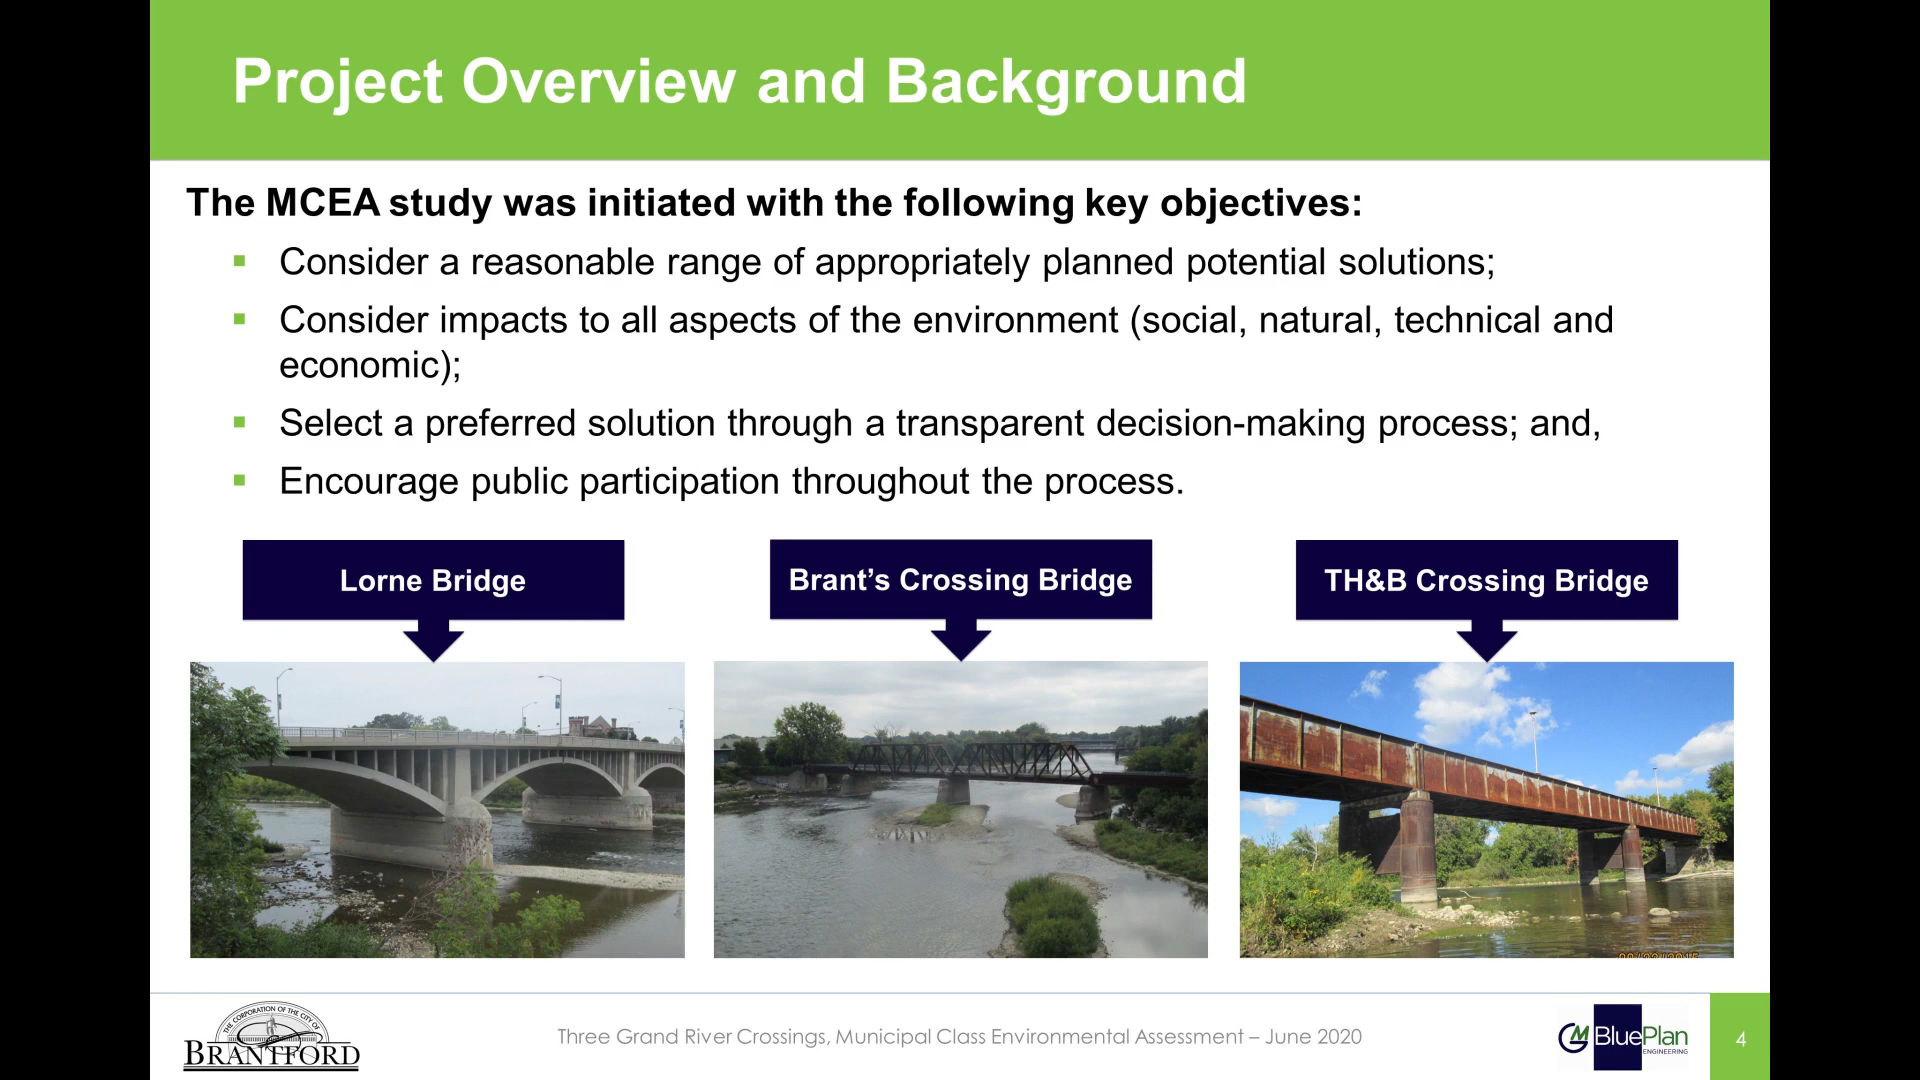 Project Overview and Background
The MCEA study was initiated with the following key objectives:
▪ Consider a reasonable range of appropriately planned potential solutions;
▪ Consider impacts to all aspects of the environment (social, natural, technical and
economic);
▪ Select a preferred solution through a transparent decision-making process; and,
▪ Encourage public participation throughout the process.
Lorne Bridge
Brant’s Crossing Bridge
TH&B Crossing Bridge
THE CORPORATION OF THE CITY OF
BRANTFORD
Three Grand River Crossings, Municipal Class Environmental Assessment – June 2020
GM BluePlan
ENGINEERING
4